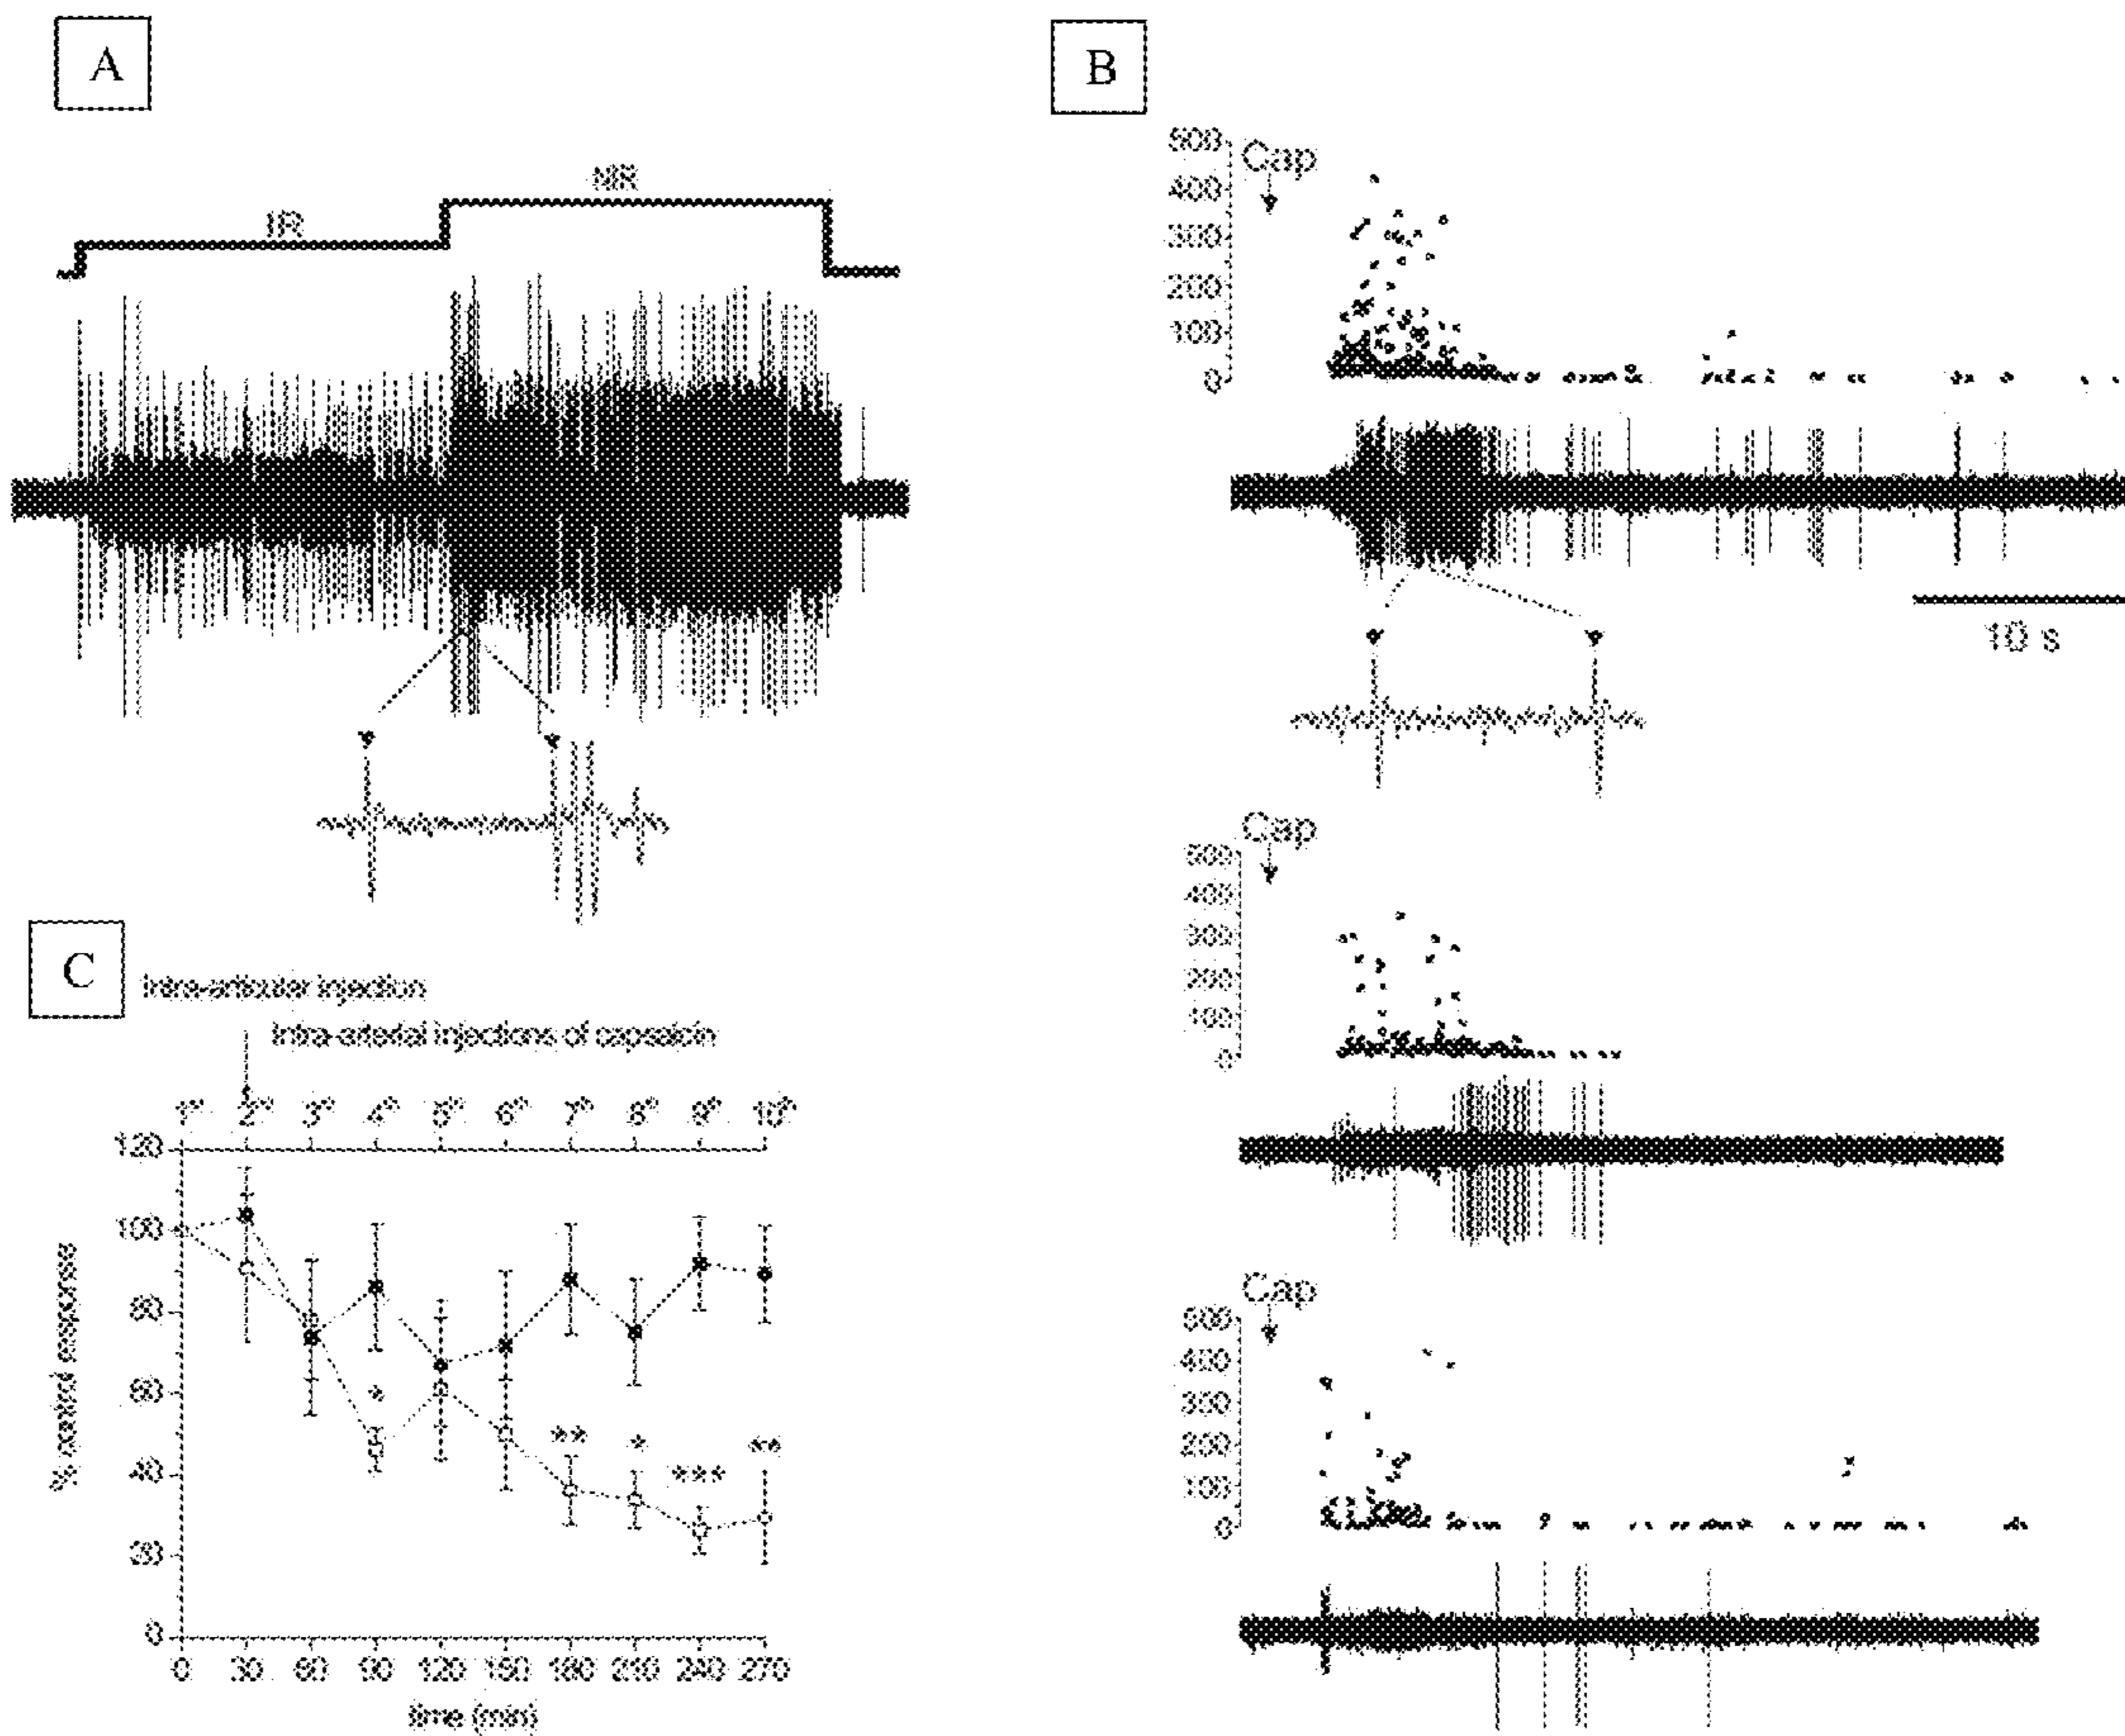 A
IR
NIR
B
500
400
300
200
100
0
Cap
10 s
Cap
500
400
300
200
100
0
Cap
500
400
300
200
100
0
C
Intra-articular injection
Intra-arterial injections of capsaicin
1st 2nd 3th 4th 5th 6th 7th 8th 9th 10th
120
100
80
60
40
20
0
% control response
* ** * *** **
0 30 60 90 120 150 180 210 240 270
time (min)